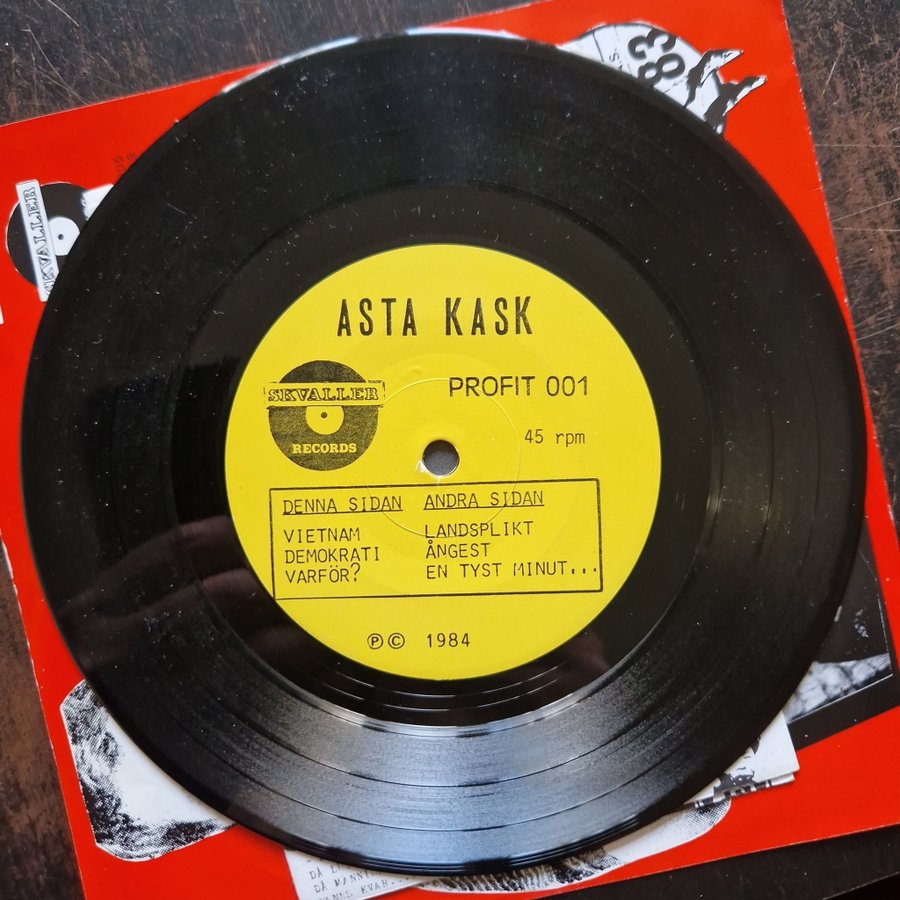 38
SKVALLER
ASTA KASK
SKVALLER
RECORDS
PROFIT 001
45 rpm
DENNA SIDAN ANDRA SIDAN
VIETNAM LANDSPLIKT
DEMOKRATI ÅNGEST
VARFÖR? EN TYST MINUT...
Ⓟ© 1984